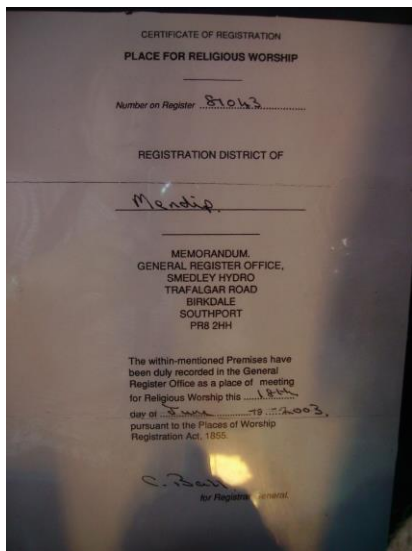 CERTIFICATE OF REGISTRATION
PLACE FOR RELIGIOUS WORSHIP
Number on Register 81043
REGISTRATION DISTRICT OF
Mendip.
MEMORANDUM.
GENERAL REGISTER OFFICE,
SMEDLEY HYDRO
TRAFALGAR ROAD
BIRKDALE
SOUTHPORT
PR8 2HH
The within-mentioned Premises have
been duly recorded in the General
Register Office as a place of meeting
for Religious Worship this 18th
day of June 19 2003,
pursuant to the Places of Worship
Registration Act, 1855.
C. Ball
for Registrar General.